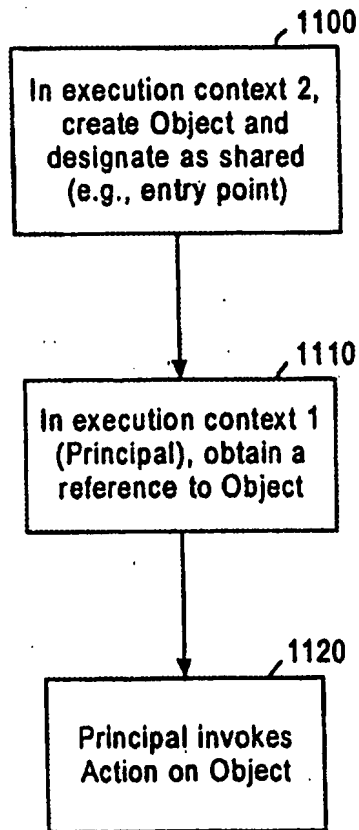 1100
In execution context 2,
create Object and
designate as shared
(e.g., entry point)
1110
In execution context 1
(Principal), obtain a
reference to Object
1120
Principal invokes
Action on Object